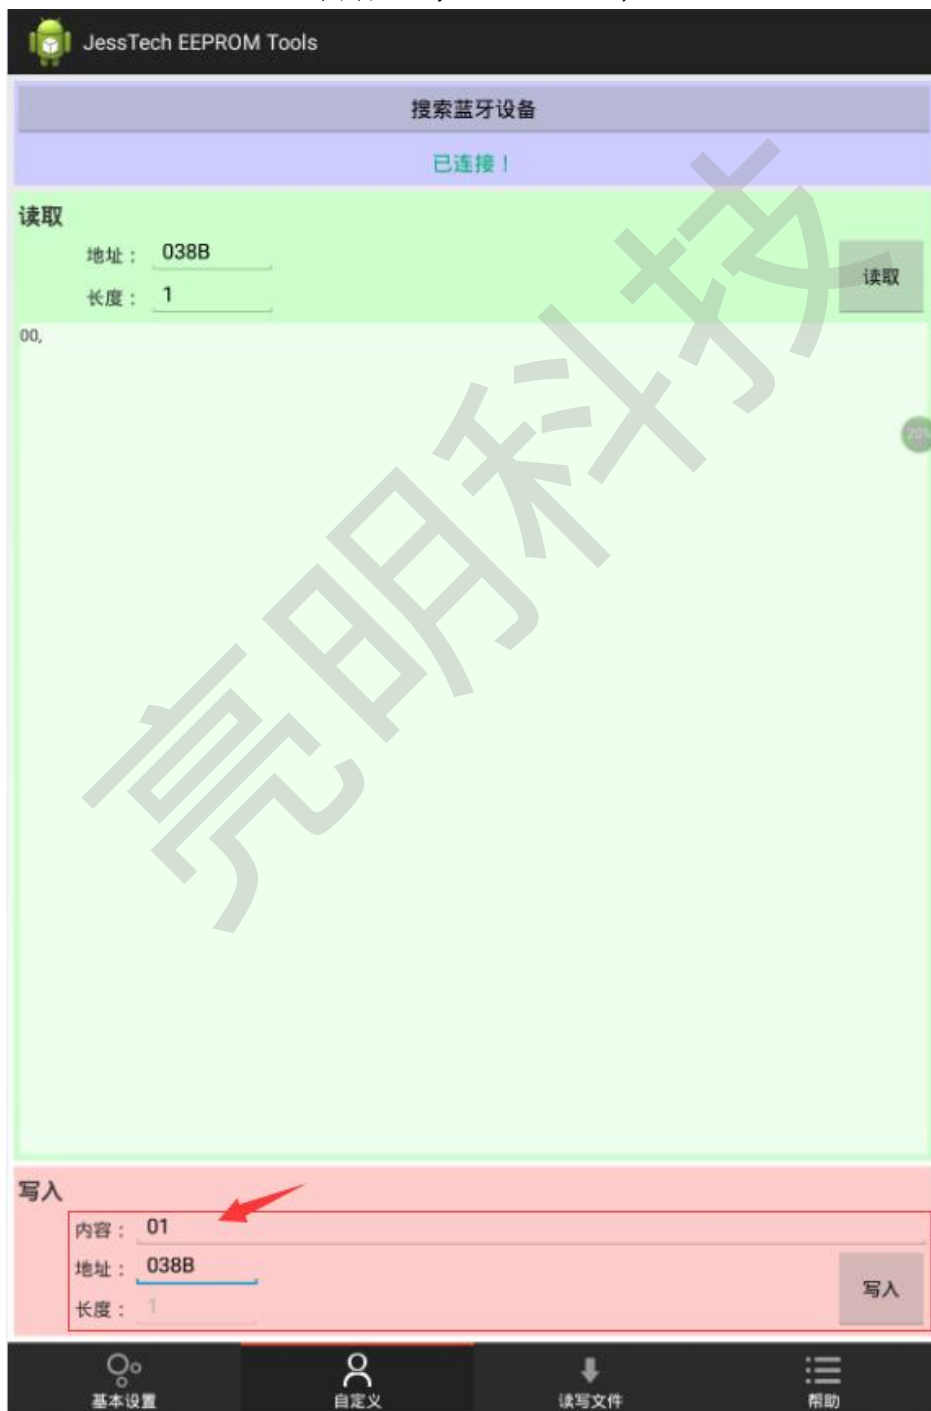 JessTech EEPROM Tools
搜索蓝牙设备
已连接！
读取
地址： 038B
长度： 1
读取
00,
亮明科技
写入
内容： 01
地址： 038B
长度： 1
写入
基本设置 自定义 读写文件 帮助